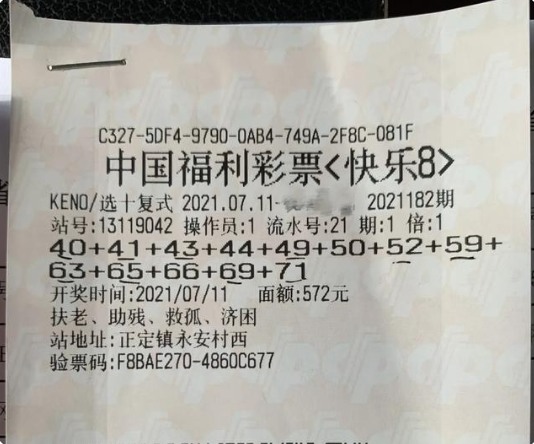 C327-5DF4-9790-0AB4-749A-2F8C-081F
中国福利彩票<快乐8>
KENO/选十复式 2021.07.11- 2021182期
站号:13119042 操作员:1 流水号:21 期:1 倍:1
40+41+43+44+49+50+52+59+
63+65+66+69+71
开奖时间:2021/07/11 面额:572元
扶老、助残、救孤、济困
站地址:正定镇永安村西
验票码:F8BAE270-4860C677